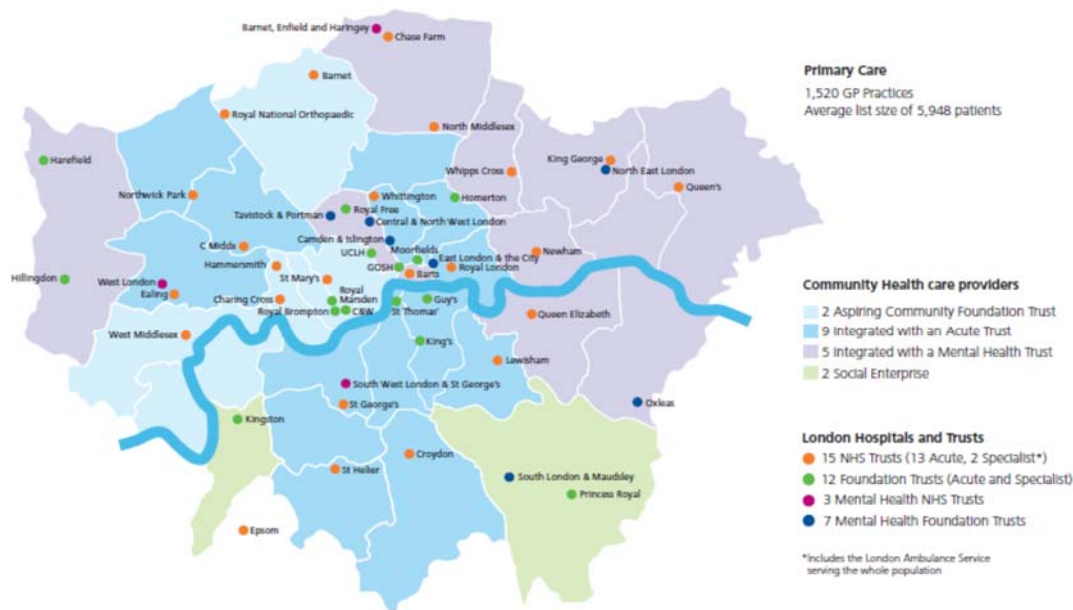 Barnet, Enfield and Haringey
Chase Farm
Barnet
Royal National Orthopaedic
North Middlesex
Harefield
Whipps Cross
King George
North East London
Queen's
Northwick Park
Whittington
Homerton
Royal Free
Tavistock & Portman
Central & North West London
Camden & Islington
Moorfields
C Middx
UCLH
East London & the City
Newham
Hammersmith
GOSH
Royal London
Barts
Hillingdon
West London
St Mary's
Ealing
Royal
Marsden
Charing Cross
Guy's
Royal Brompton
C&W
St Thomas'
Queen Elizabeth
West Middlesex
King's
Lewisham
South West London & St George's
Oxleas
St George's
Kingston
Croydon
St Helier
South London & Maudsley
Princess Royal
Epsom
Primary Care
1,520 GP Practices
Average list size of 5,948 patients
Community Health care providers
2 Aspiring Community Foundation Trust
9 Integrated with an Acute Trust
5 Integrated with a Mental Health Trust
2 Social Enterprise
London Hospitals and Trusts
15 NHS Trusts (13 Acute, 2 Specialist*)
12 Foundation Trusts (Acute and Specialist)
3 Mental Health NHS Trusts
7 Mental Health Foundation Trusts
*Includes the London Ambulance Service
serving the whole population